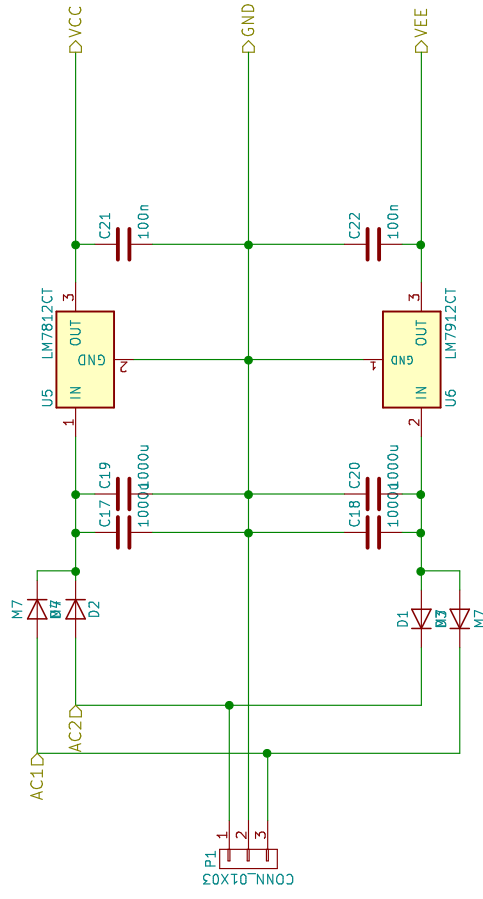 VCC
GND
VEE
C21
100n
C22
100n
LM7812CT
3
OUT
GND
2
IN
U5
1
LM7912CT
3
OUT
GND
1
IN
U6
2
C19
1000u
C17
C20
1000u
C18
M7
D2
D1
M7
AC2
AC1
1
2
3
P1
CONN_01X03